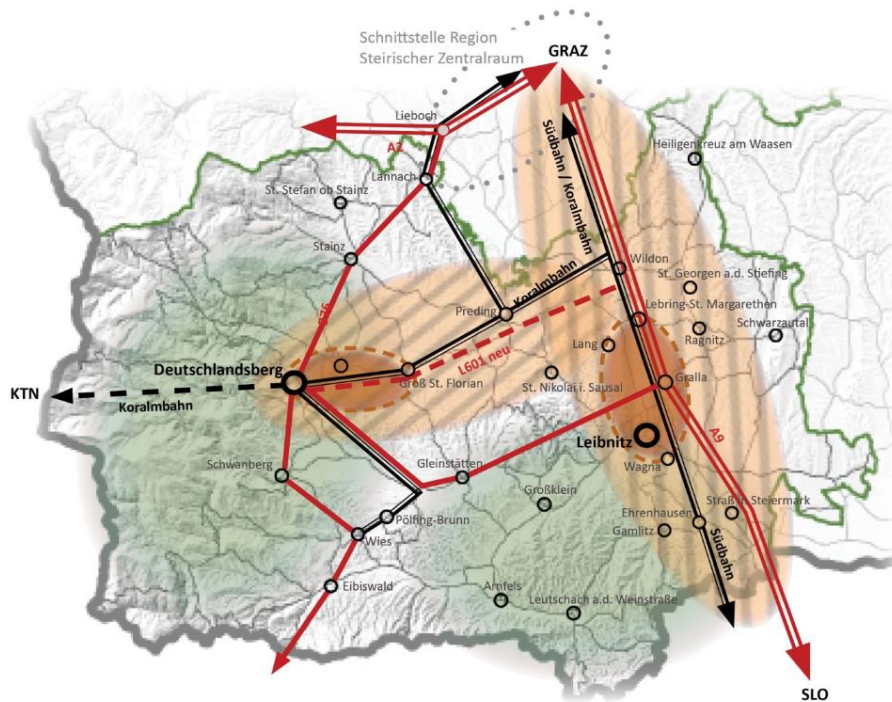 Schnittstelle Region
Steirischer Zentralraum
GRAZ
Lieboch
A2
Südbahn / Koralmbahn
Heiligenkreuz am Waasen
Lannach
St. Stefan ob Stainz
Stainz
Wildon
St. Georgen a.d. Stiefing
Koralmbahn
B76
Preding
Lebring-St. Margarethen
Ragnitz
Schwarzautal
Lang
L601 neu
Deutschlandsberg
Groß St. Florian
St. Nikolai i. Sausal
Gralla
KTN
Koralmbahn
A9
Leibnitz
Gleinstätten
Wagna
Schwanberg
Großklein
Straß in Steiermark
Ehrenhausen
Pölfing-Brunn
Gamlitz
Wies
Südbahn
Eibiswald
Arnfels
Leutschach a.d. Weinstraße
SLO